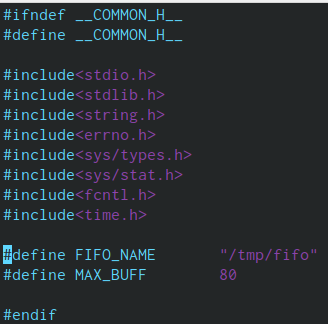 #ifndef __COMMON_H__
#define __COMMON_H__
#include<stdio.h>
#include<stdlib.h>
#include<string.h>
#include<errno.h>
#include<sys/types.h>
#include<sys/stat.h>
#include<fcntl.h>
#include<time.h>
#define FIFO_NAME "/tmp/fifo"
#define MAX_BUFF 80
#endif